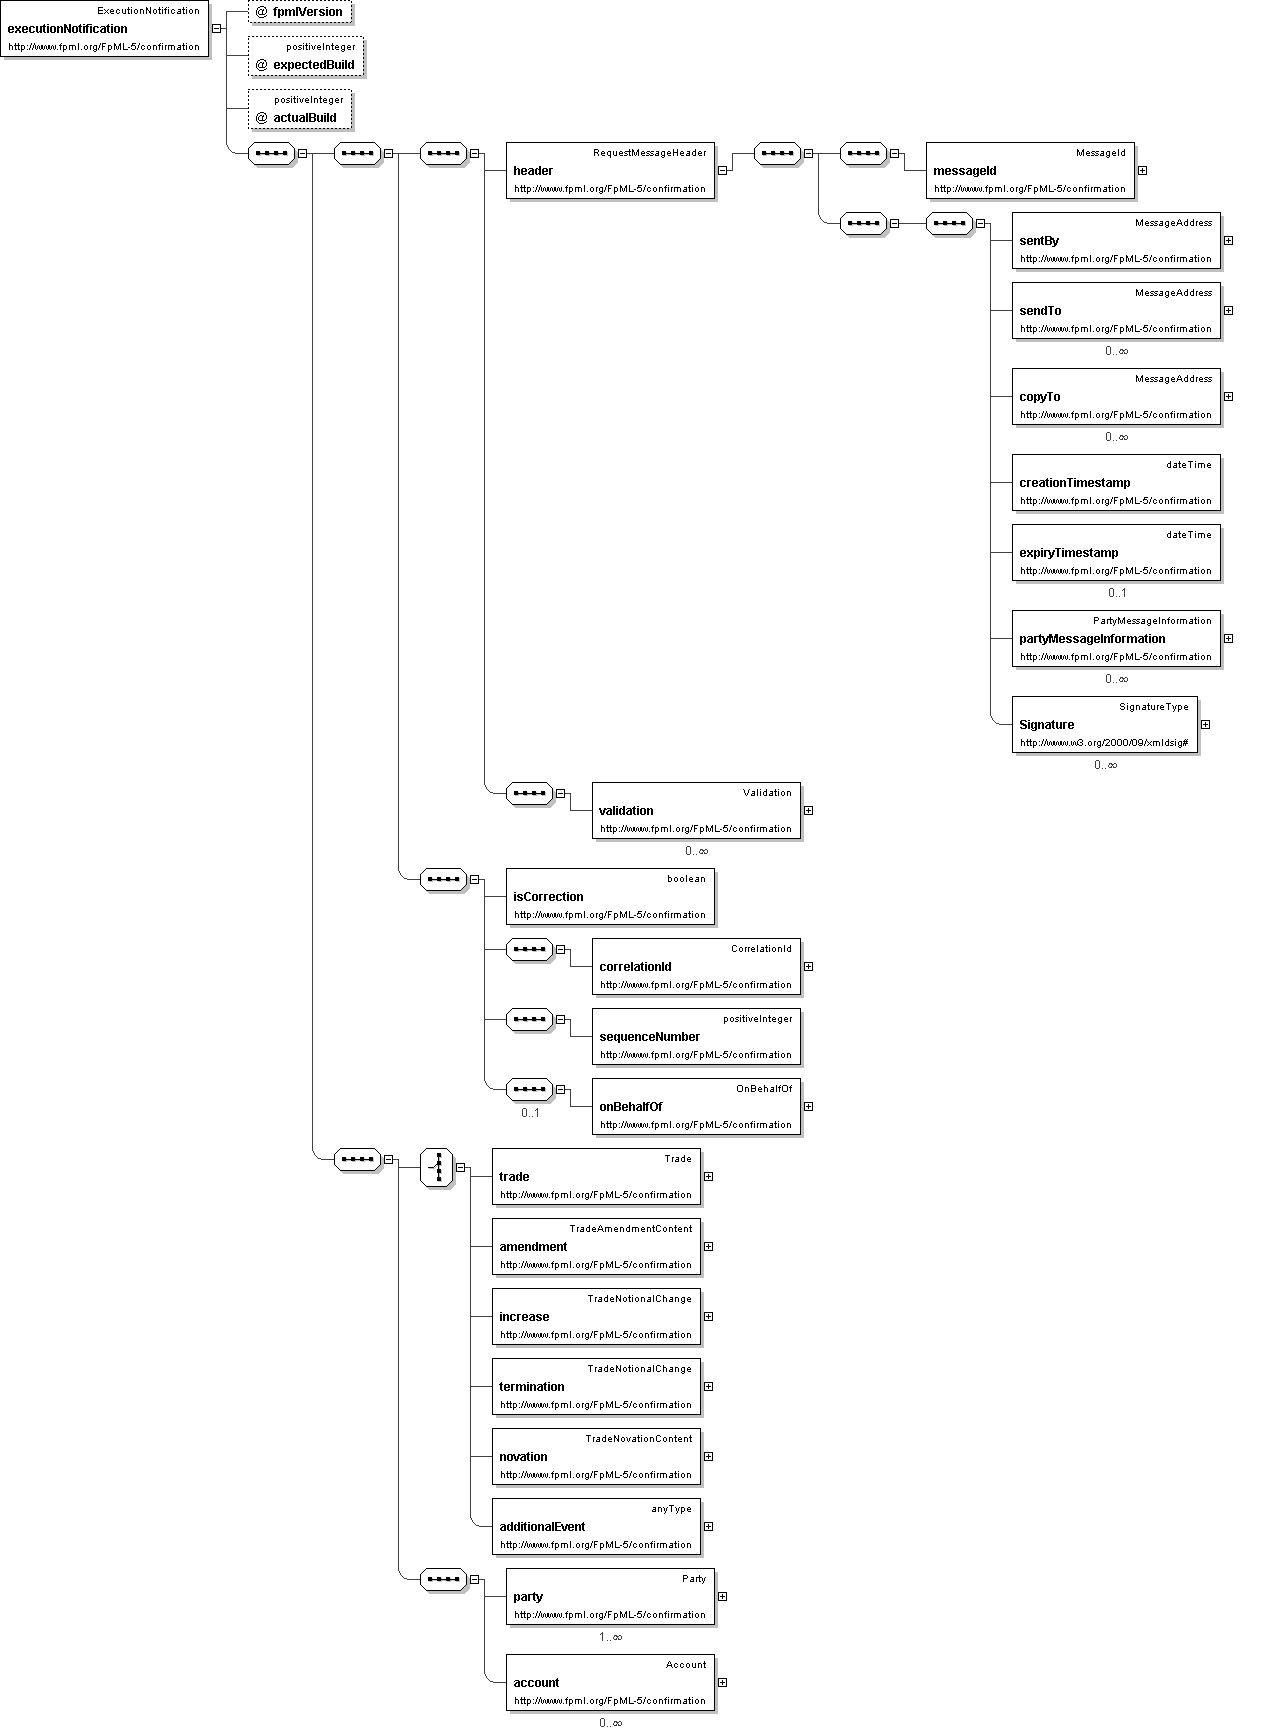 ExecutionNotification
executionNotification
http://www.fpml.org/FpML-5/confirmation
@ fpmlVersion
positiveInteger
@ expectedBuild
positiveInteger
@ actualBuild
RequestMessageHeader
header
http://www.fpml.org/FpML-5/confirmation
MessageId
messageId
http://www.fpml.org/FpML-5/confirmation
MessageAddress
sentBy
http://www.fpml.org/FpML-5/confirmation
MessageAddress
sendTo
http://www.fpml.org/FpML-5/confirmation
0..∞
MessageAddress
copyTo
http://www.fpml.org/FpML-5/confirmation
0..∞
dateTime
creationTimestamp
http://www.fpml.org/FpML-5/confirmation
dateTime
expiryTimestamp
http://www.fpml.org/FpML-5/confirmation
0..1
PartyMessageInformation
partyMessageInformation
http://www.fpml.org/FpML-5/confirmation
0..∞
SignatureType
Signature
http://www.w3.org/2000/09/xmldsig#
0..∞
Validation
validation
http://www.fpml.org/FpML-5/confirmation
0..∞
boolean
isCorrection
http://www.fpml.org/FpML-5/confirmation
CorrelationId
correlationId
http://www.fpml.org/FpML-5/confirmation
positiveInteger
sequenceNumber
http://www.fpml.org/FpML-5/confirmation
OnBehalfOf
onBehalfOf
http://www.fpml.org/FpML-5/confirmation
0..1
Trade
trade
http://www.fpml.org/FpML-5/confirmation
TradeAmendmentContent
amendment
http://www.fpml.org/FpML-5/confirmation
TradeNotionalChange
increase
http://www.fpml.org/FpML-5/confirmation
TradeNotionalChange
termination
http://www.fpml.org/FpML-5/confirmation
TradeNovationContent
novation
http://www.fpml.org/FpML-5/confirmation
anyType
additionalEvent
http://www.fpml.org/FpML-5/confirmation
Party
party
http://www.fpml.org/FpML-5/confirmation
1..∞
Account
account
http://www.fpml.org/FpML-5/confirmation
0..∞